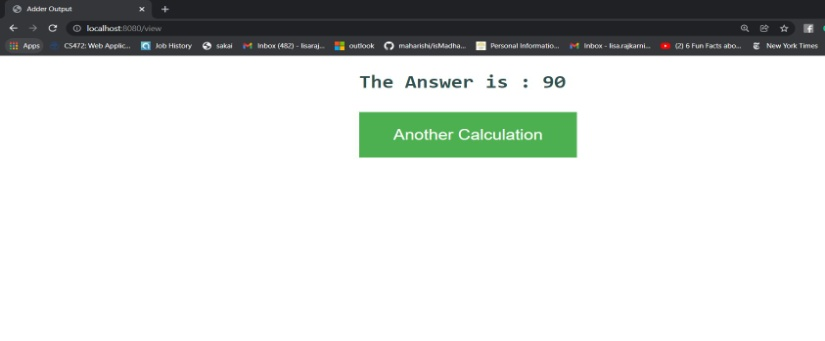 Adder Output
localhost:8080/view
Apps CS472: Web Applic... Job History sakai Inbox (482) - lisaraj... outlook maharishi/isMadha... Personal Informatio... Inbox - lisa.rajkarni... (2) 6 Fun Facts abo... New York Times
The Answer is : 90
Another Calculation